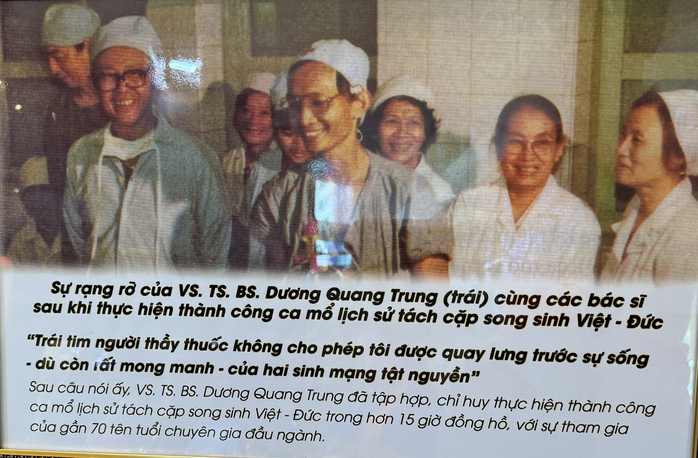 Sự rạng rỡ của VS. TS. BS. Dương Quang Trung (trái) cùng các bác sĩ
sau khi thực hiện thành công ca mổ lịch sử tách cặp song sinh Việt - Đức
“Trái tim người thầy thuốc không cho phép tôi được quay lưng trước sự sống
- dù còn rất mong manh - của hai sinh mạng tật nguyền”
Sau câu nói ấy, VS. TS. BS. Dương Quang Trung đã tập hợp, chỉ huy thực hiện thành công
ca mổ lịch sử tách cặp song sinh Việt - Đức trong hơn 15 giờ đồng hồ, với sự tham gia
của gần 70 tên tuổi chuyên gia đầu ngành.